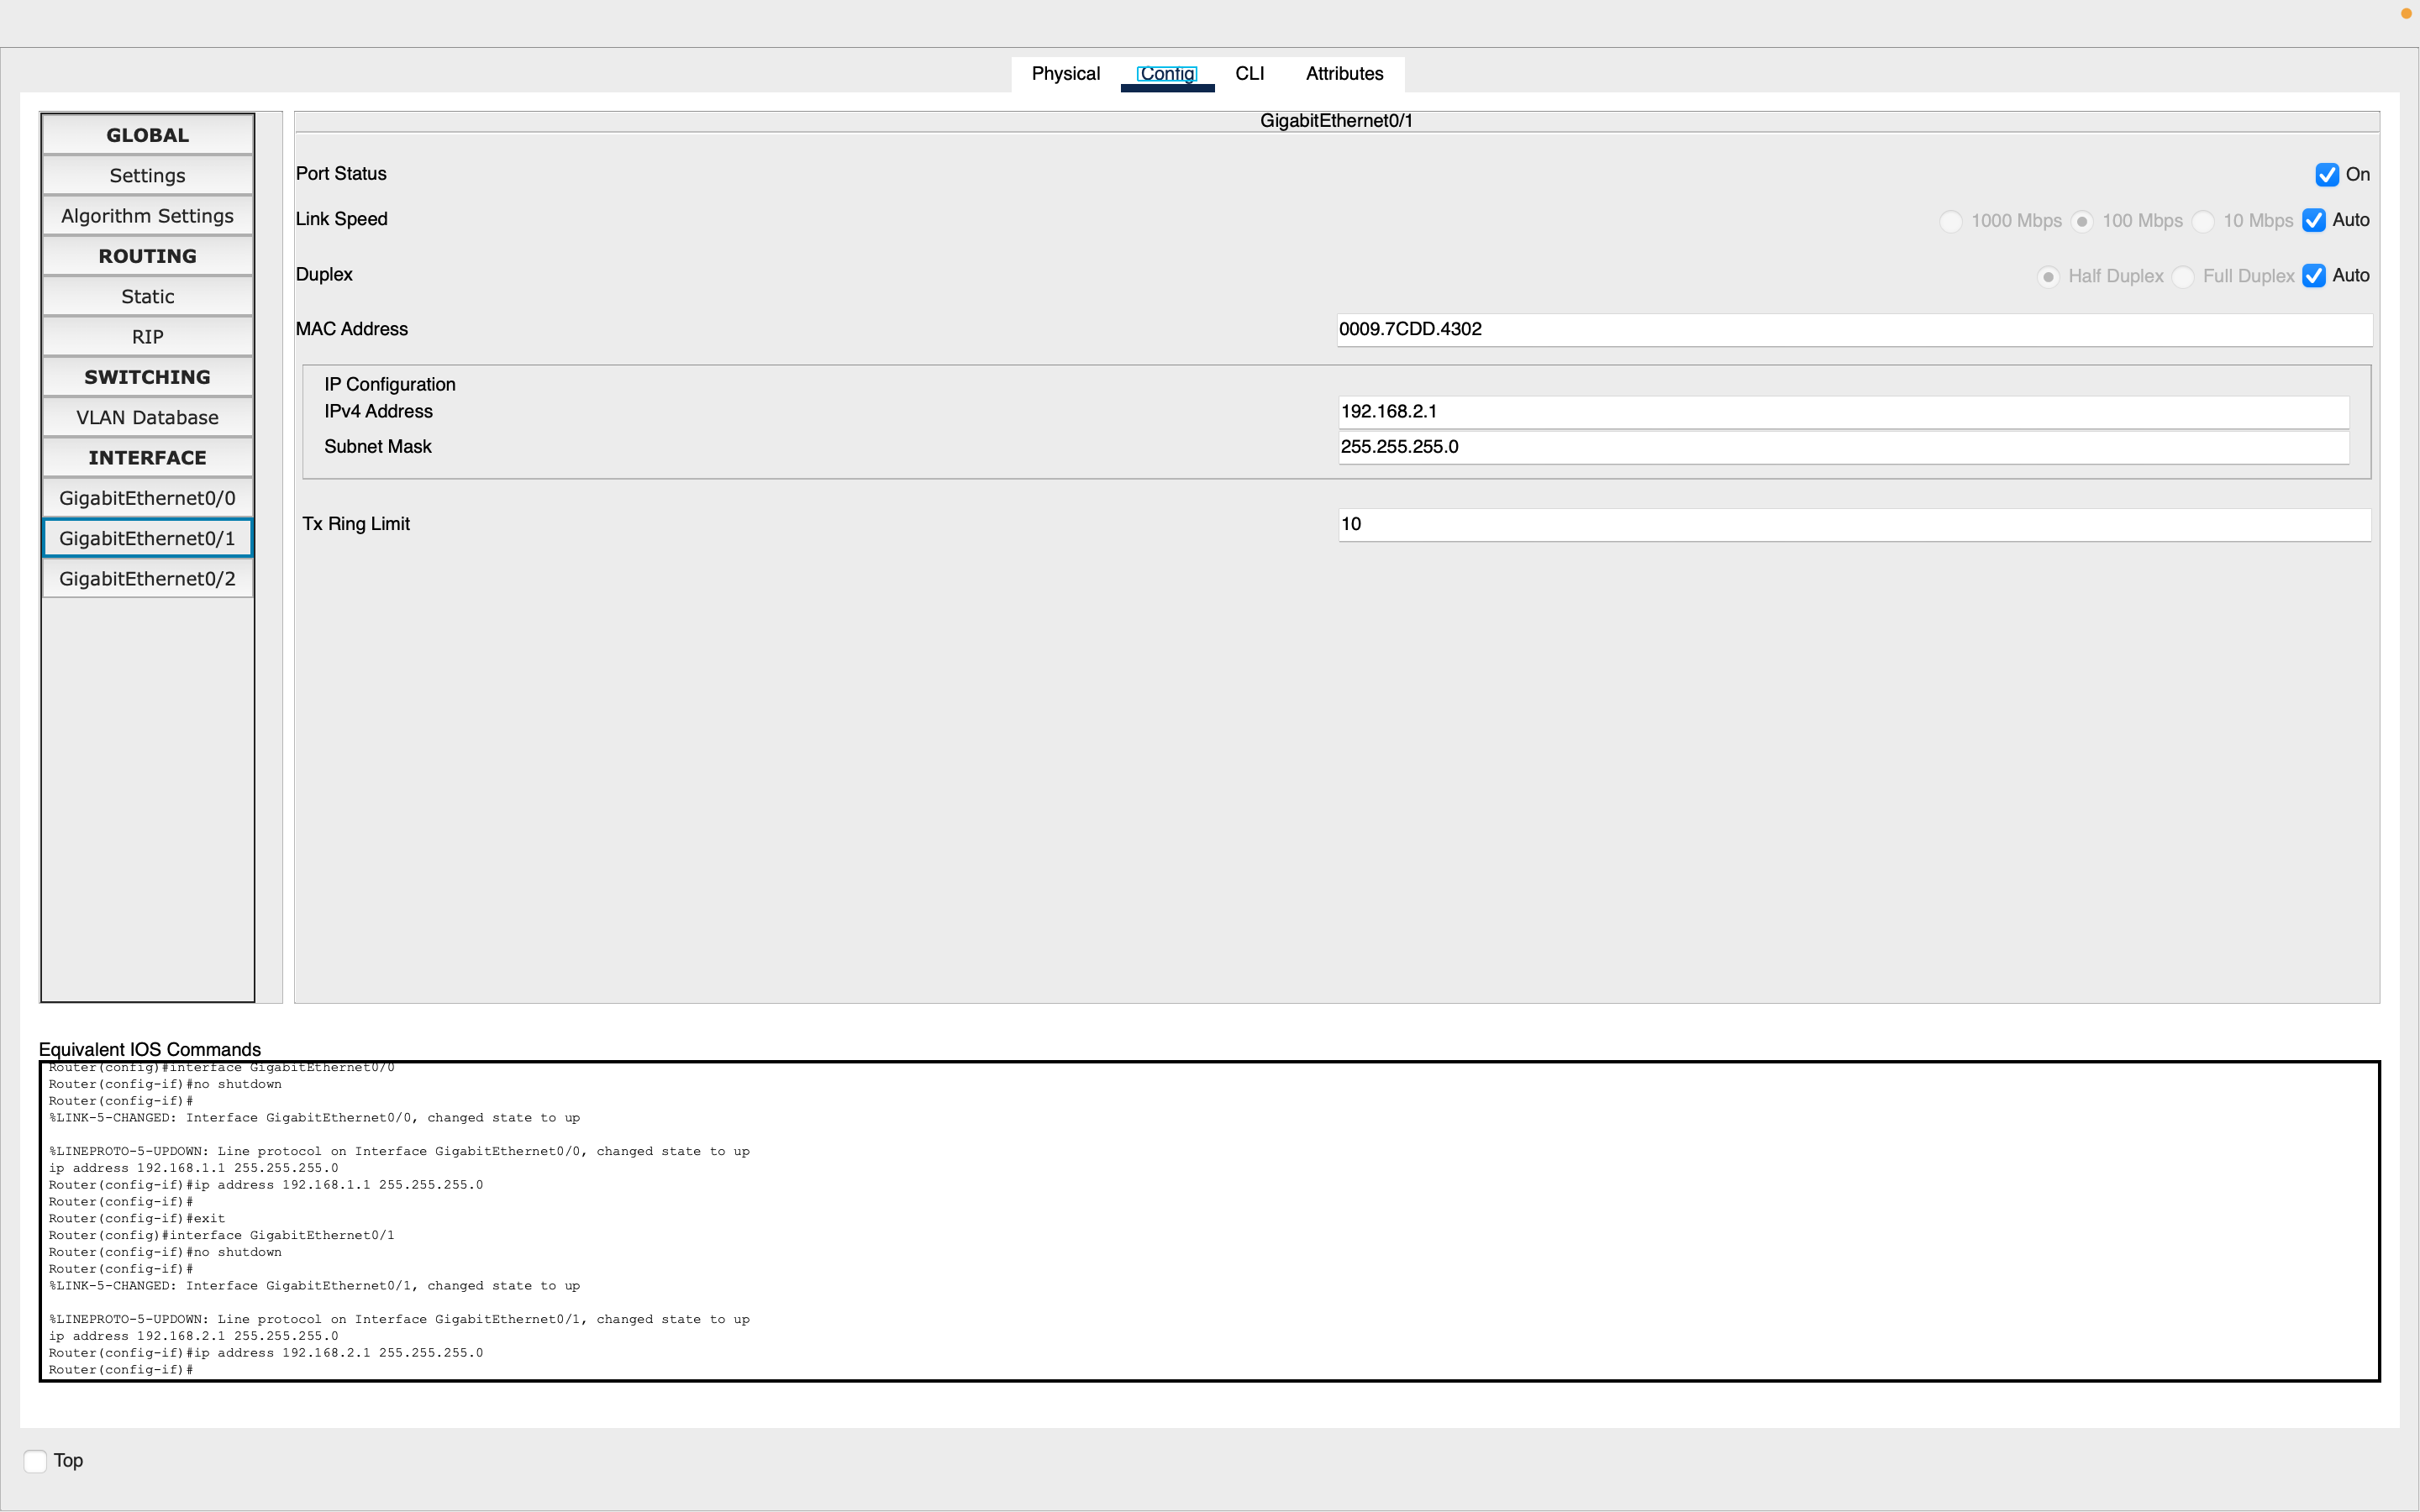 Physical Config CLI Attributes
GLOBAL
Settings
Algorithm Settings
ROUTING
Static
RIP
SWITCHING
VLAN Database
INTERFACE
GigabitEthernet0/0
GigabitEthernet0/1
GigabitEthernet0/2
GigabitEthernet0/1
Port Status On
Link Speed 1000 Mbps 100 Mbps 10 Mbps Auto
Duplex Half Duplex Full Duplex Auto
MAC Address 0009.7CDD.4302
IP Configuration
IPv4 Address 192.168.2.1
Subnet Mask 255.255.255.0
Tx Ring Limit 10
Equivalent IOS Commands
Router(config)#interface GigabitEthernet0/0
Router(config-if)#no shutdown
Router(config-if)#
%LINK-5-CHANGED: Interface GigabitEthernet0/0, changed state to up
%LINEPROTO-5-UPDOWN: Line protocol on Interface GigabitEthernet0/0, changed state to up
ip address 192.168.1.1 255.255.255.0
Router(config-if)#ip address 192.168.1.1 255.255.255.0
Router(config-if)#
Router(config-if)#exit
Router(config)#interface GigabitEthernet0/1
Router(config-if)#no shutdown
Router(config-if)#
%LINK-5-CHANGED: Interface GigabitEthernet0/1, changed state to up
%LINEPROTO-5-UPDOWN: Line protocol on Interface GigabitEthernet0/1, changed state to up
ip address 192.168.2.1 255.255.255.0
Router(config-if)#ip address 192.168.2.1 255.255.255.0
Router(config-if)#
Top